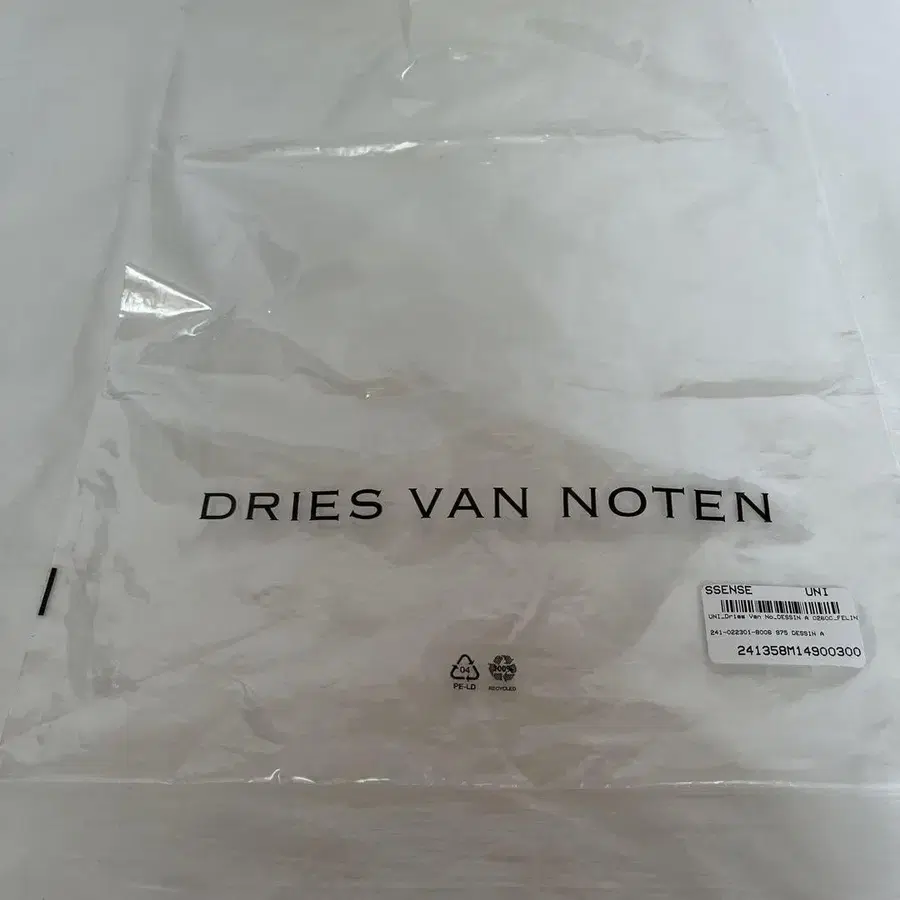 DRIES VAN NOTEN
SSENSE UNI
UNI_Dries Van No_DESSIN A 02600_FELIN
241-022301-8008 975 DESSIN A
241358M14900300
04
PE-LD
100%
RECYCLED